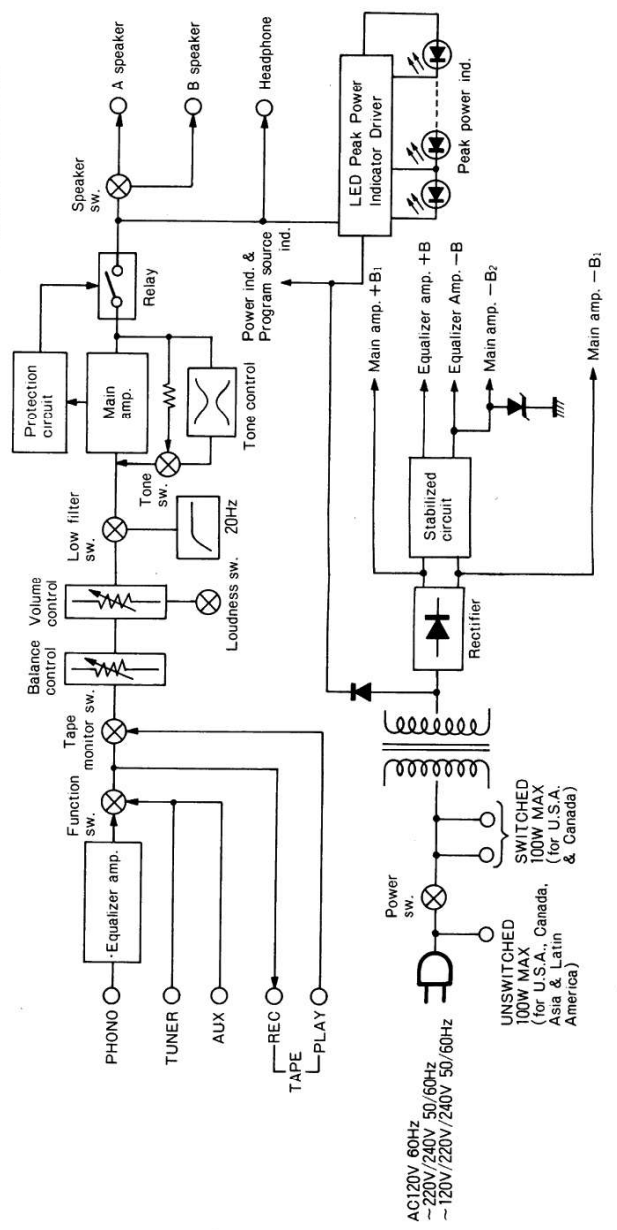 PHONO
TUNER
AUX
REC
TAPE
PLAY
Equalizer amp.
Function
sw.
Tape
monitor sw.
Balance
control
Volume
control
Loudness sw.
Low filter
sw.
20Hz
Tone
sw.
Tone control
Main
amp.
Protection
circuit
Relay
Speaker
sw.
A speaker
B speaker
Headphone
Power ind. &
Program source
ind.
LED Peak Power
Indicator Driver
Peak power ind.
AC120V 60Hz
~220V/240V 50/60Hz
~120V/220V/240V 50/60Hz
UNSWITCHED
100W MAX
(for U.S.A., Canada,
Asia & Latin
America)
Power
sw.
SWITCHED
100W MAX
(for U.S.A.
& Canada)
Rectifier
Stabilized
circuit
Main amp. +B1
Equalizer amp. +B
Equalizer Amp. −B
Main amp. −B2
Main amp. −B1